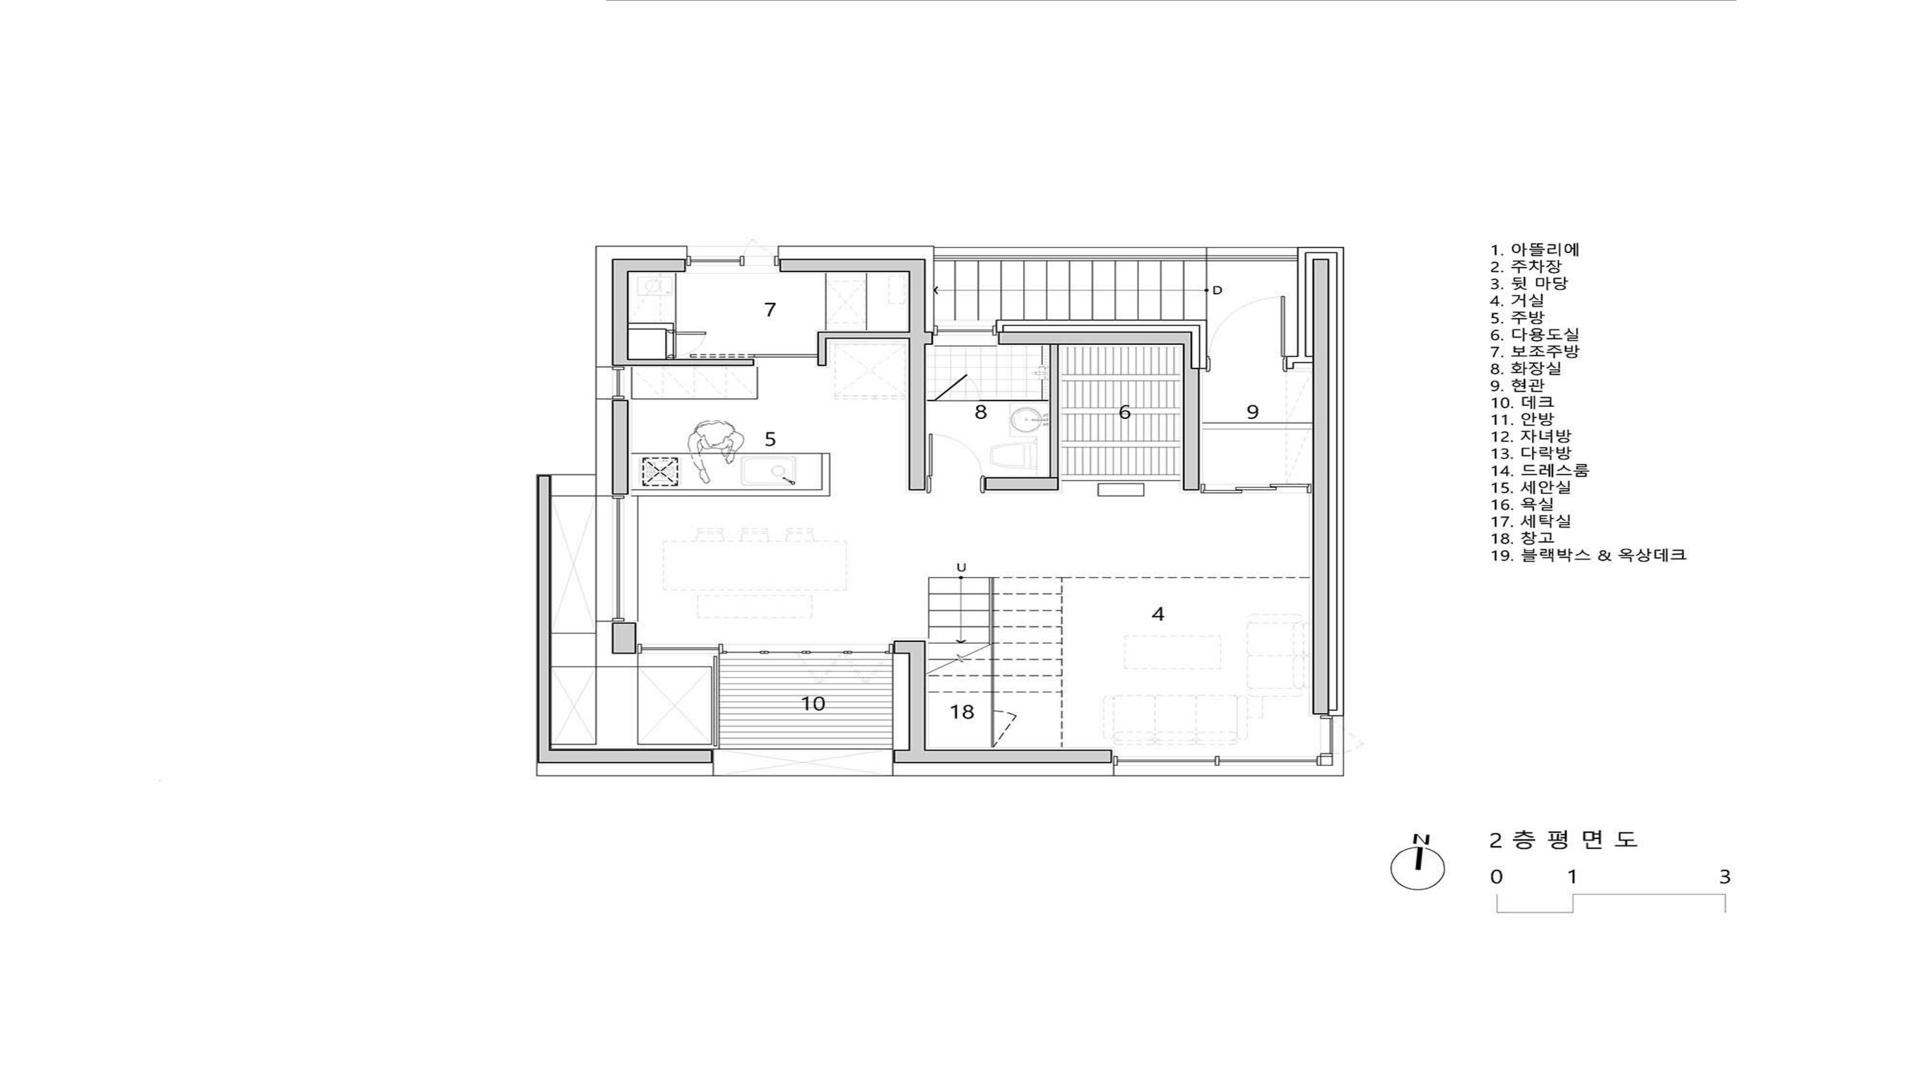 7
D
8
6
9
5
U
4
10
18
1. 아뜰리에
2. 주차장
3. 뒷 마당
4. 거실
5. 주방
6. 다용도실
7. 보조주방
8. 화장실
9. 현관
10. 데크
11. 안방
12. 자녀방
13. 다락방
14. 드레스룸
15. 세안실
16. 욕실
17. 세탁실
18. 창고
19. 블랙박스 & 옥상데크
N
2층평면도
0 1 3